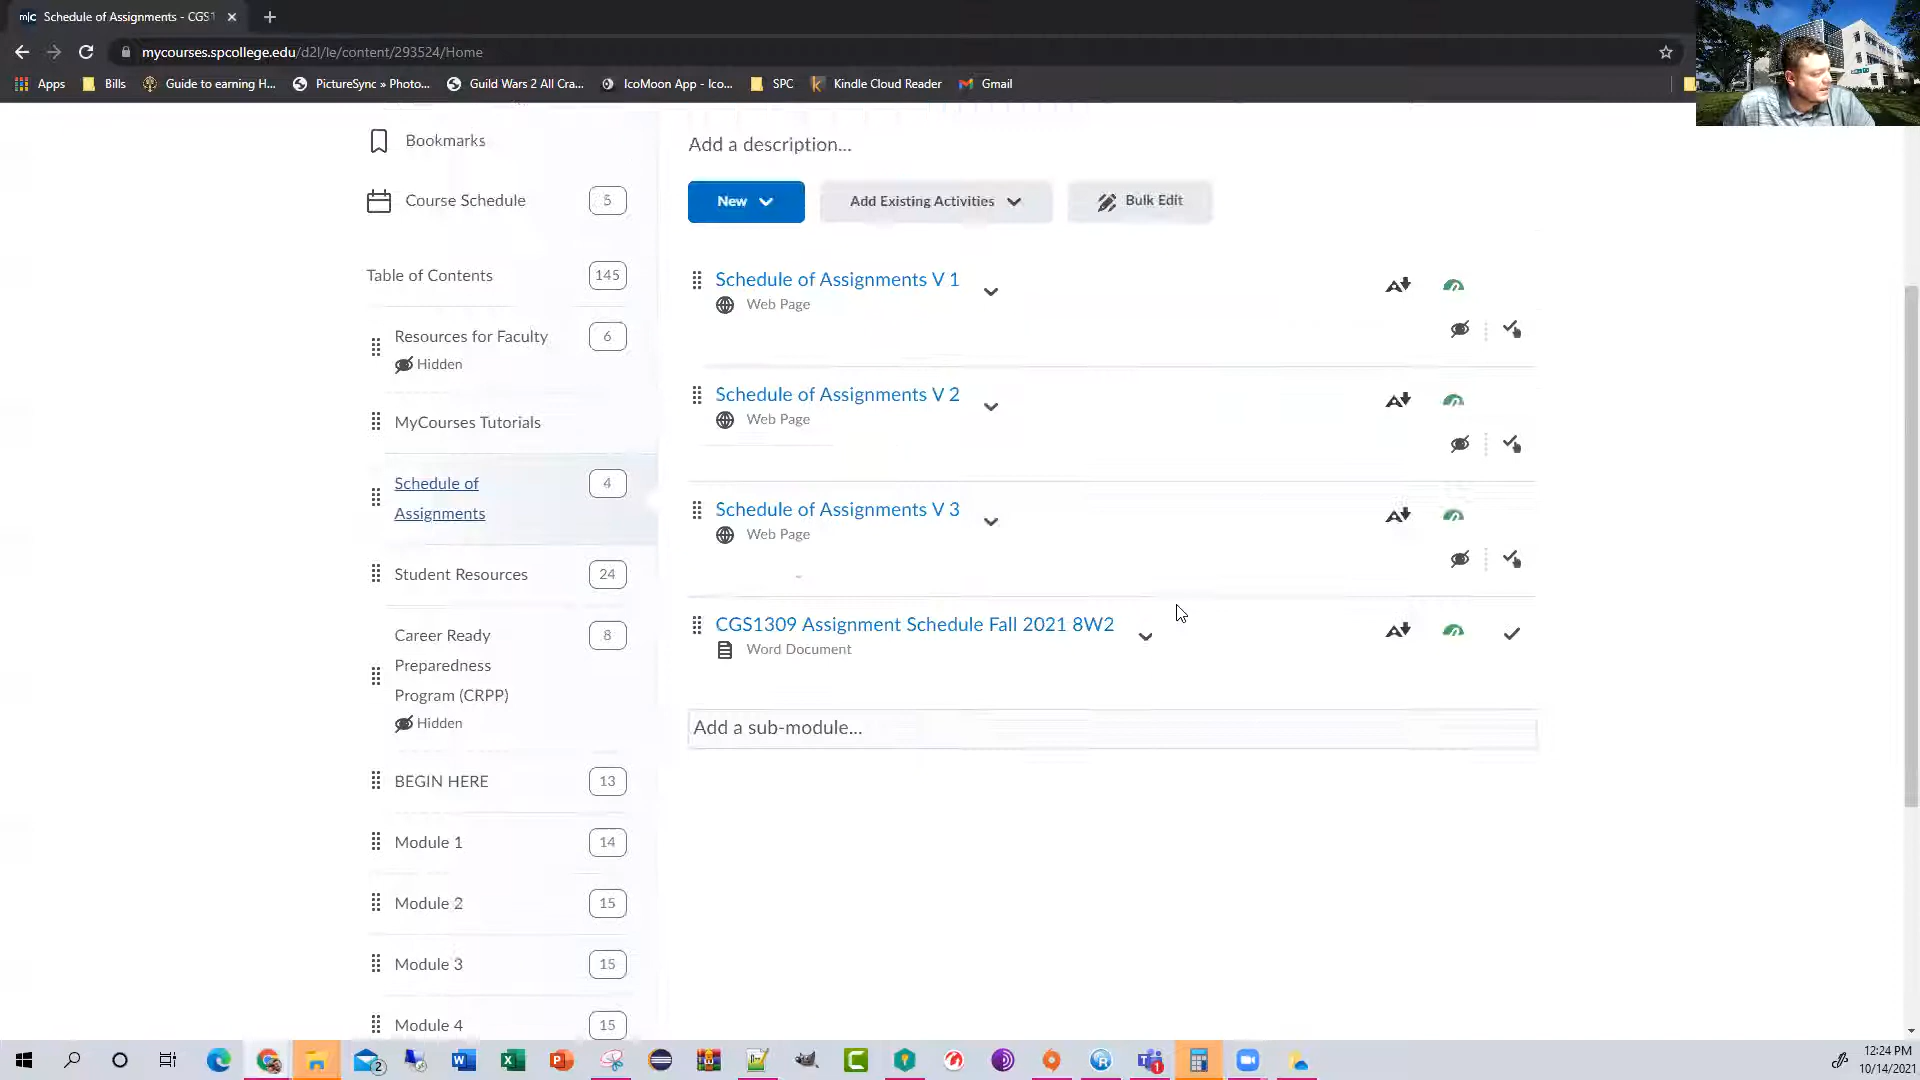 m|c Schedule of Assignments - CGS1
mycourses.spcollege.edu/d2l/le/content/293524/Home
Apps Bills Guide to earning H... PictureSync » Photo... Guild Wars 2 All Cra... IcoMoon App - Ico... SPC Kindle Cloud Reader Gmail
Bookmarks
Course Schedule 5
Table of Contents 145
Resources for Faculty 6
Hidden
MyCourses Tutorials
Schedule of 4
Assignments
Student Resources 24
Career Ready 8
Preparedness
Program (CRPP)
Hidden
BEGIN HERE 13
Module 1 14
Module 2 15
Module 3 15
Module 4 15
Add a description...
New Add Existing Activities Bulk Edit
Schedule of Assignments V 1
Web Page
Schedule of Assignments V 2
Web Page
Schedule of Assignments V 3
Web Page
CGS1309 Assignment Schedule Fall 2021 8W2
Word Document
Add a sub-module...
12:24 PM
10/14/2021